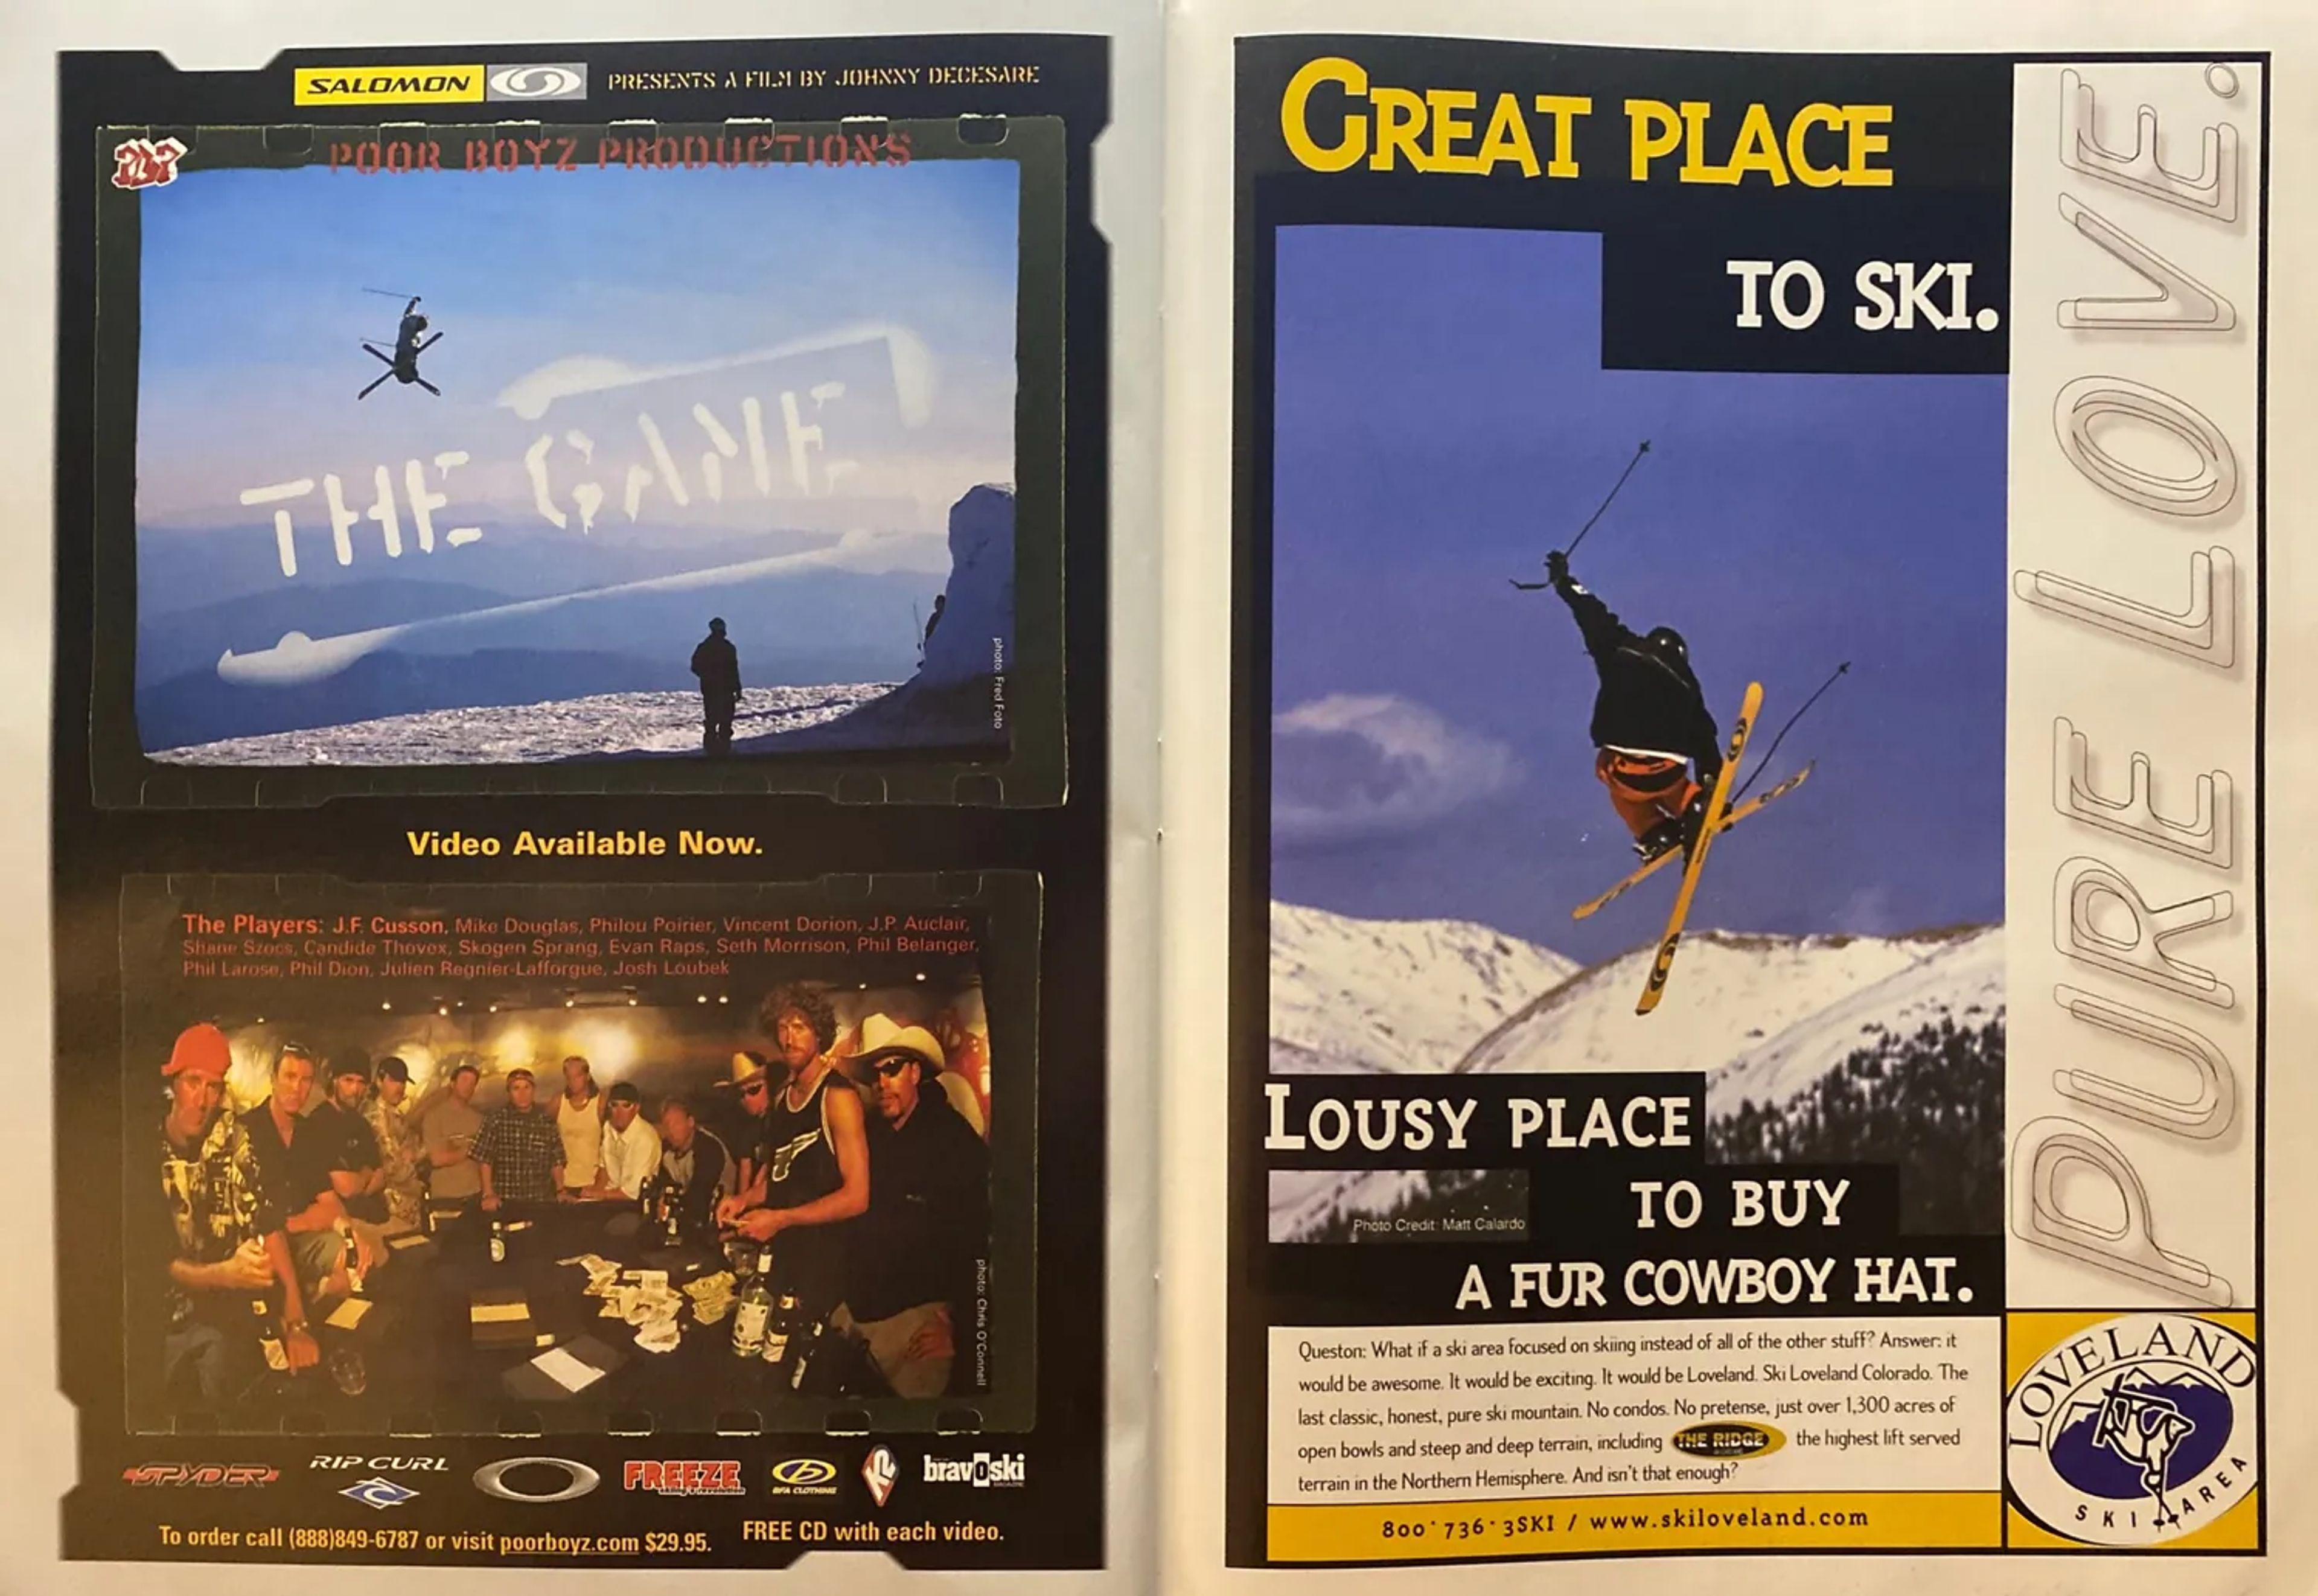 SALOMON PRESENTS A FILM BY JOHNNY DECESARE
POOR BOYZ PRODUCTIONS
THE GAME
photo: Fred Foto
Video Available Now.
The Players: J.F. Cusson, Mike Douglas, Philou Poirier, Vincent Dorion, J.P. Auclair,
Shane Szocs, Candide Thovex, Skogen Sprang, Evan Raps, Seth Morrison, Phil Belanger,
Phil Larose, Phil Dion, Julien Regnier-Lafforgue, Josh Loubek
photo: Chris O'Connell
SPYDER
RIP CURL
FREEZE
BFA CLOTHING
K2
bravoski
To order call (888)849-6787 or visit poorboyz.com $29.95. FREE CD with each video.
GREAT PLACE
TO SKI.
LOUSY PLACE
Photo Credit: Matt Calardo
TO BUY
A FUR COWBOY HAT.
Queston: What if a ski area focused on skiing instead of all of the other stuff? Answer: it
would be awesome. It would be exciting. It would be Loveland. Ski Loveland Colorado. The
last classic, honest, pure ski mountain. No condos. No pretense, just over 1,300 acres of
open bowls and steep and deep terrain, including THE RIDGE the highest lift served
terrain in the Northern Hemisphere. And isn't that enough?
800·736·3SKI / www.skiloveland.com
PURE LOVE.
LOVELAND
SKI AREA